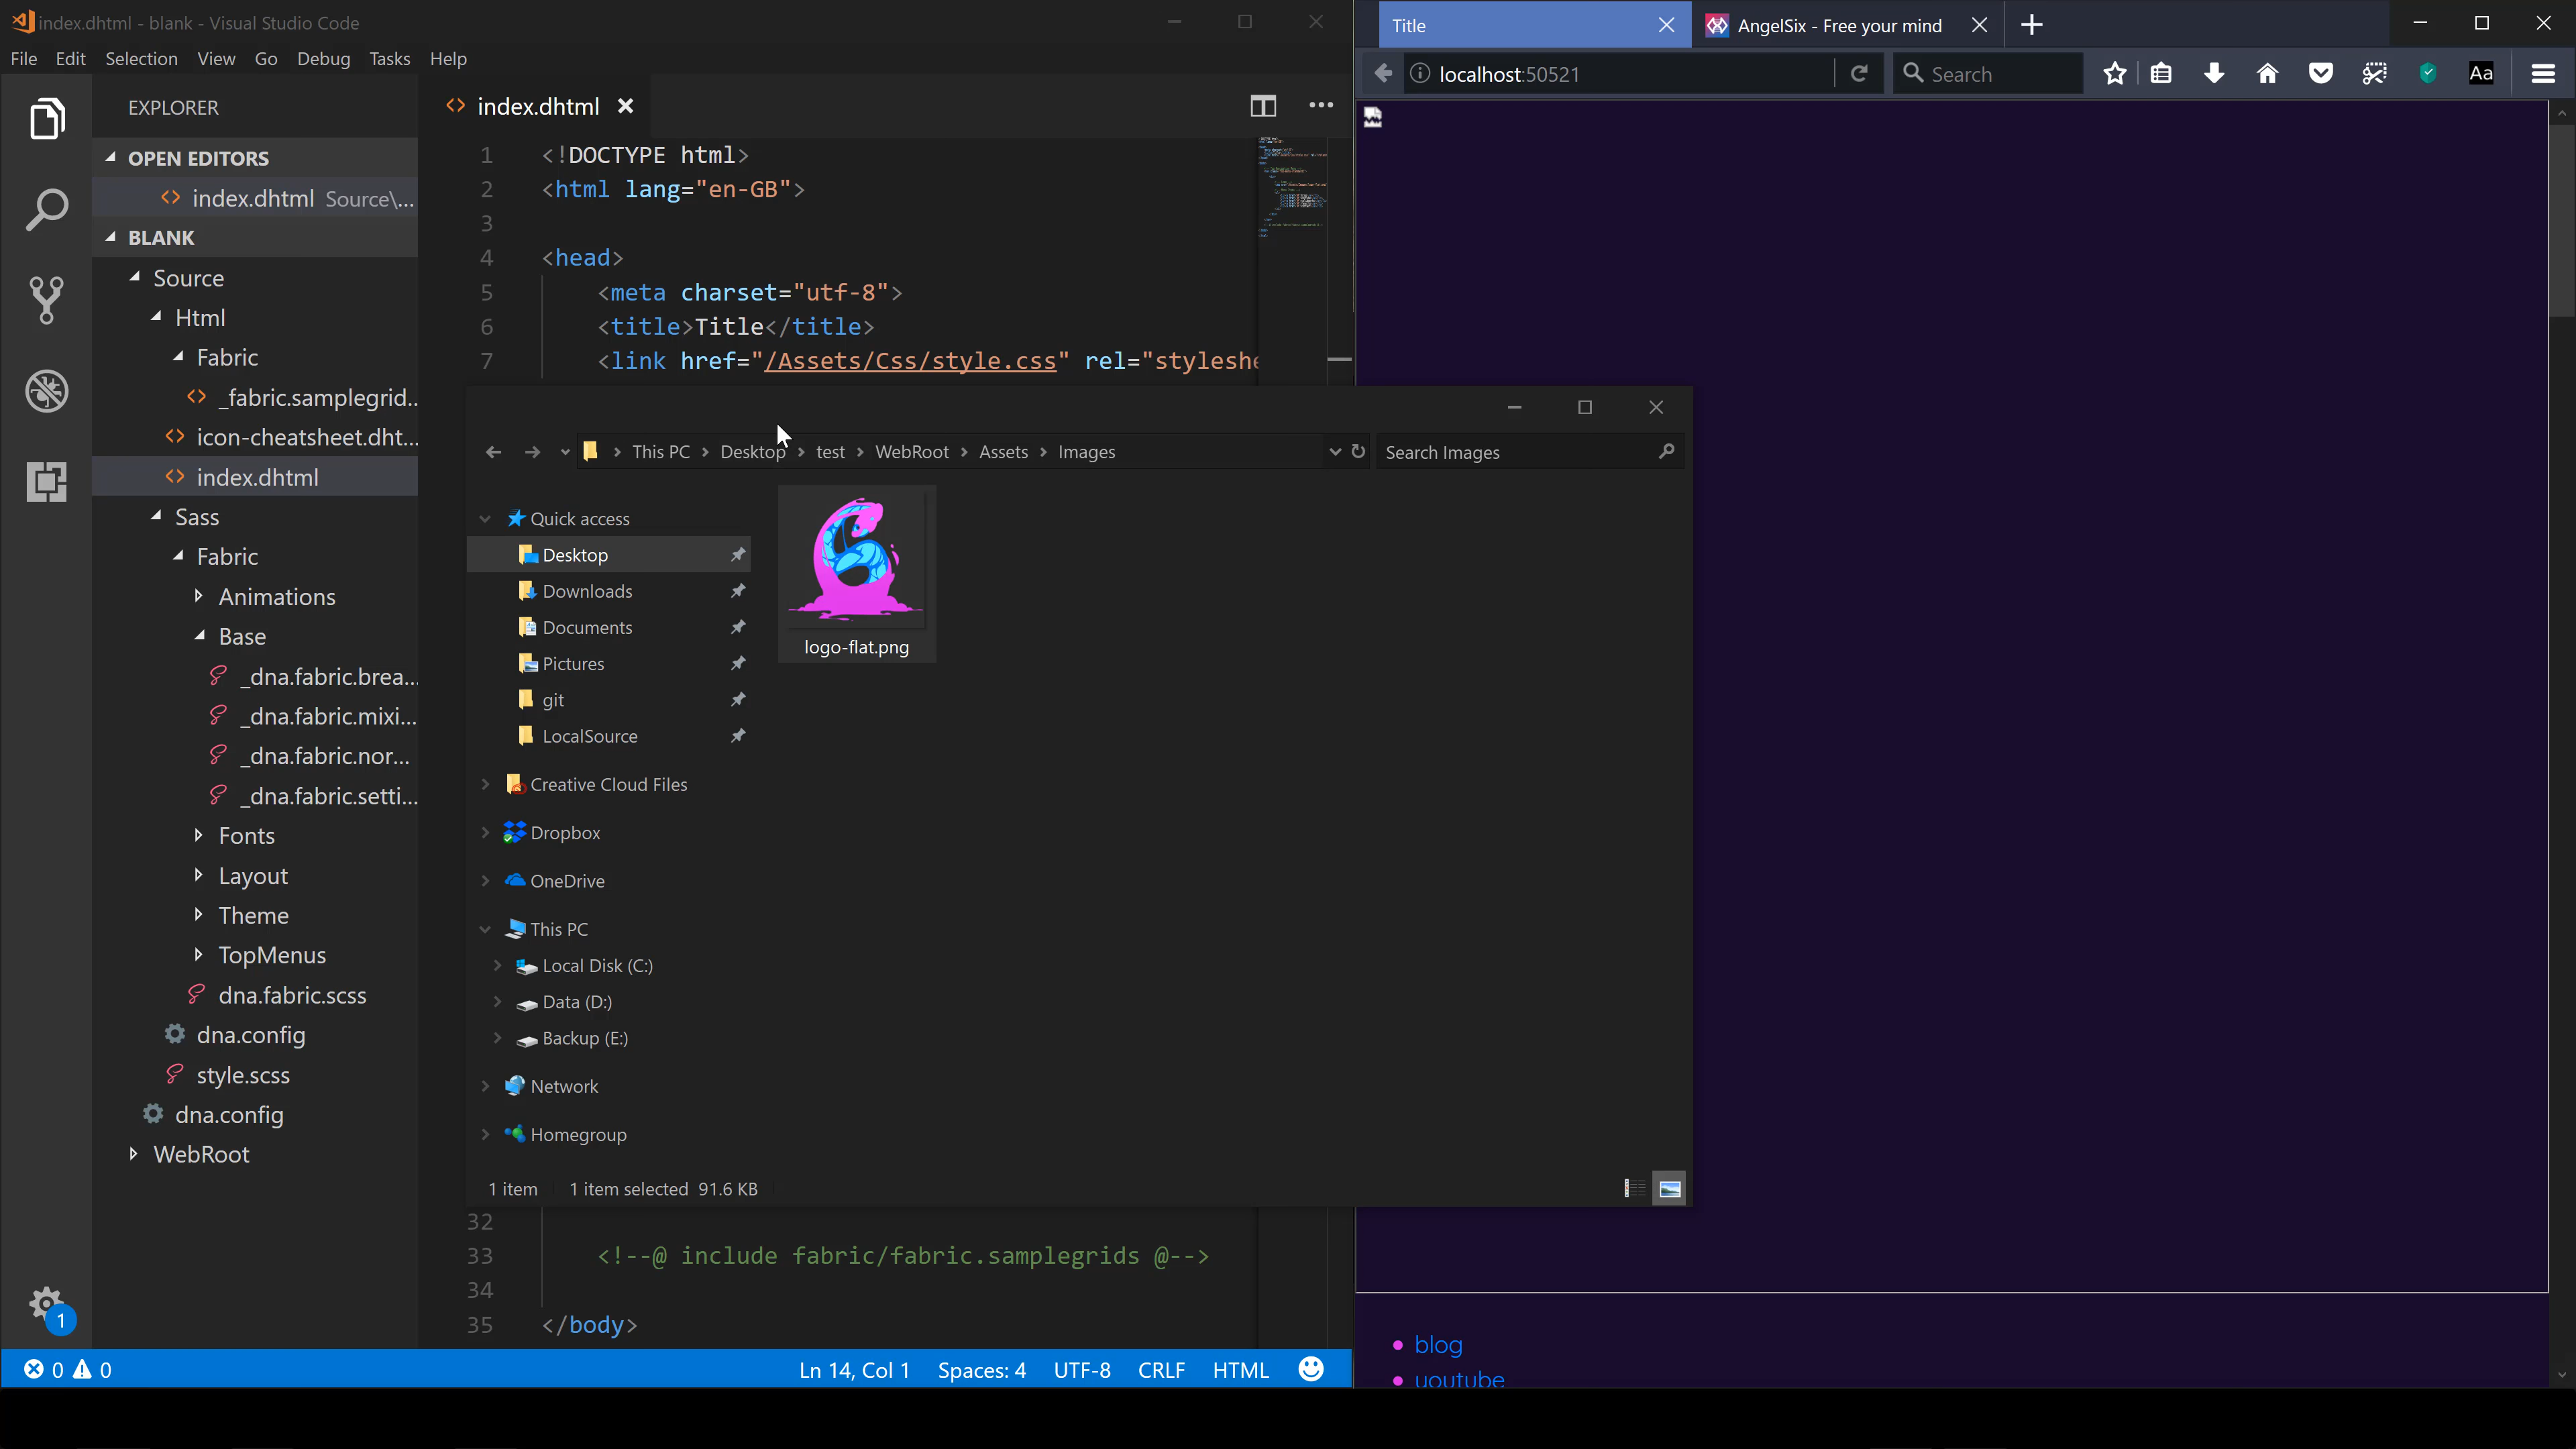 index.dhtml - blank - Visual Studio Code
File Edit Selection View Go Debug Tasks Help
EXPLORER
OPEN EDITORS
index.dhtml Source\...
BLANK
Source
Html
Fabric
_fabric.samplegrid...
icon-cheatsheet.dht...
index.dhtml
Sass
Fabric
Animations
Base
_dna.fabric.brea...
_dna.fabric.mixi...
_dna.fabric.nor...
_dna.fabric.setti...
Fonts
Layout
Theme
TopMenus
dna.fabric.scss
dna.config
style.scss
dna.config
WebRoot
1
index.dhtml
1 <!DOCTYPE html>
2 <html lang="en-GB">
3
4 <head>
5 <meta charset="utf-8">
6 <title>Title</title>
7 <link href="/Assets/Css/style.css" rel="styleshe
This PC Desktop test WebRoot Assets Images
Search Images
Quick access
Desktop
Downloads
Documents
Pictures
git
LocalSource
Creative Cloud Files
Dropbox
OneDrive
This PC
Local Disk (C:)
Data (D:)
Backup (E:)
Network
Homegroup
logo-flat.png
1 item 1 item selected 91.6 KB
32
33 <!--@ include fabric/fabric.samplegrids @-->
34
35 </body>
0 0 Ln 14, Col 1 Spaces: 4 UTF-8 CRLF HTML
Title
AngelSix - Free your mind
localhost:50521
Search
Aa
blog
youtube